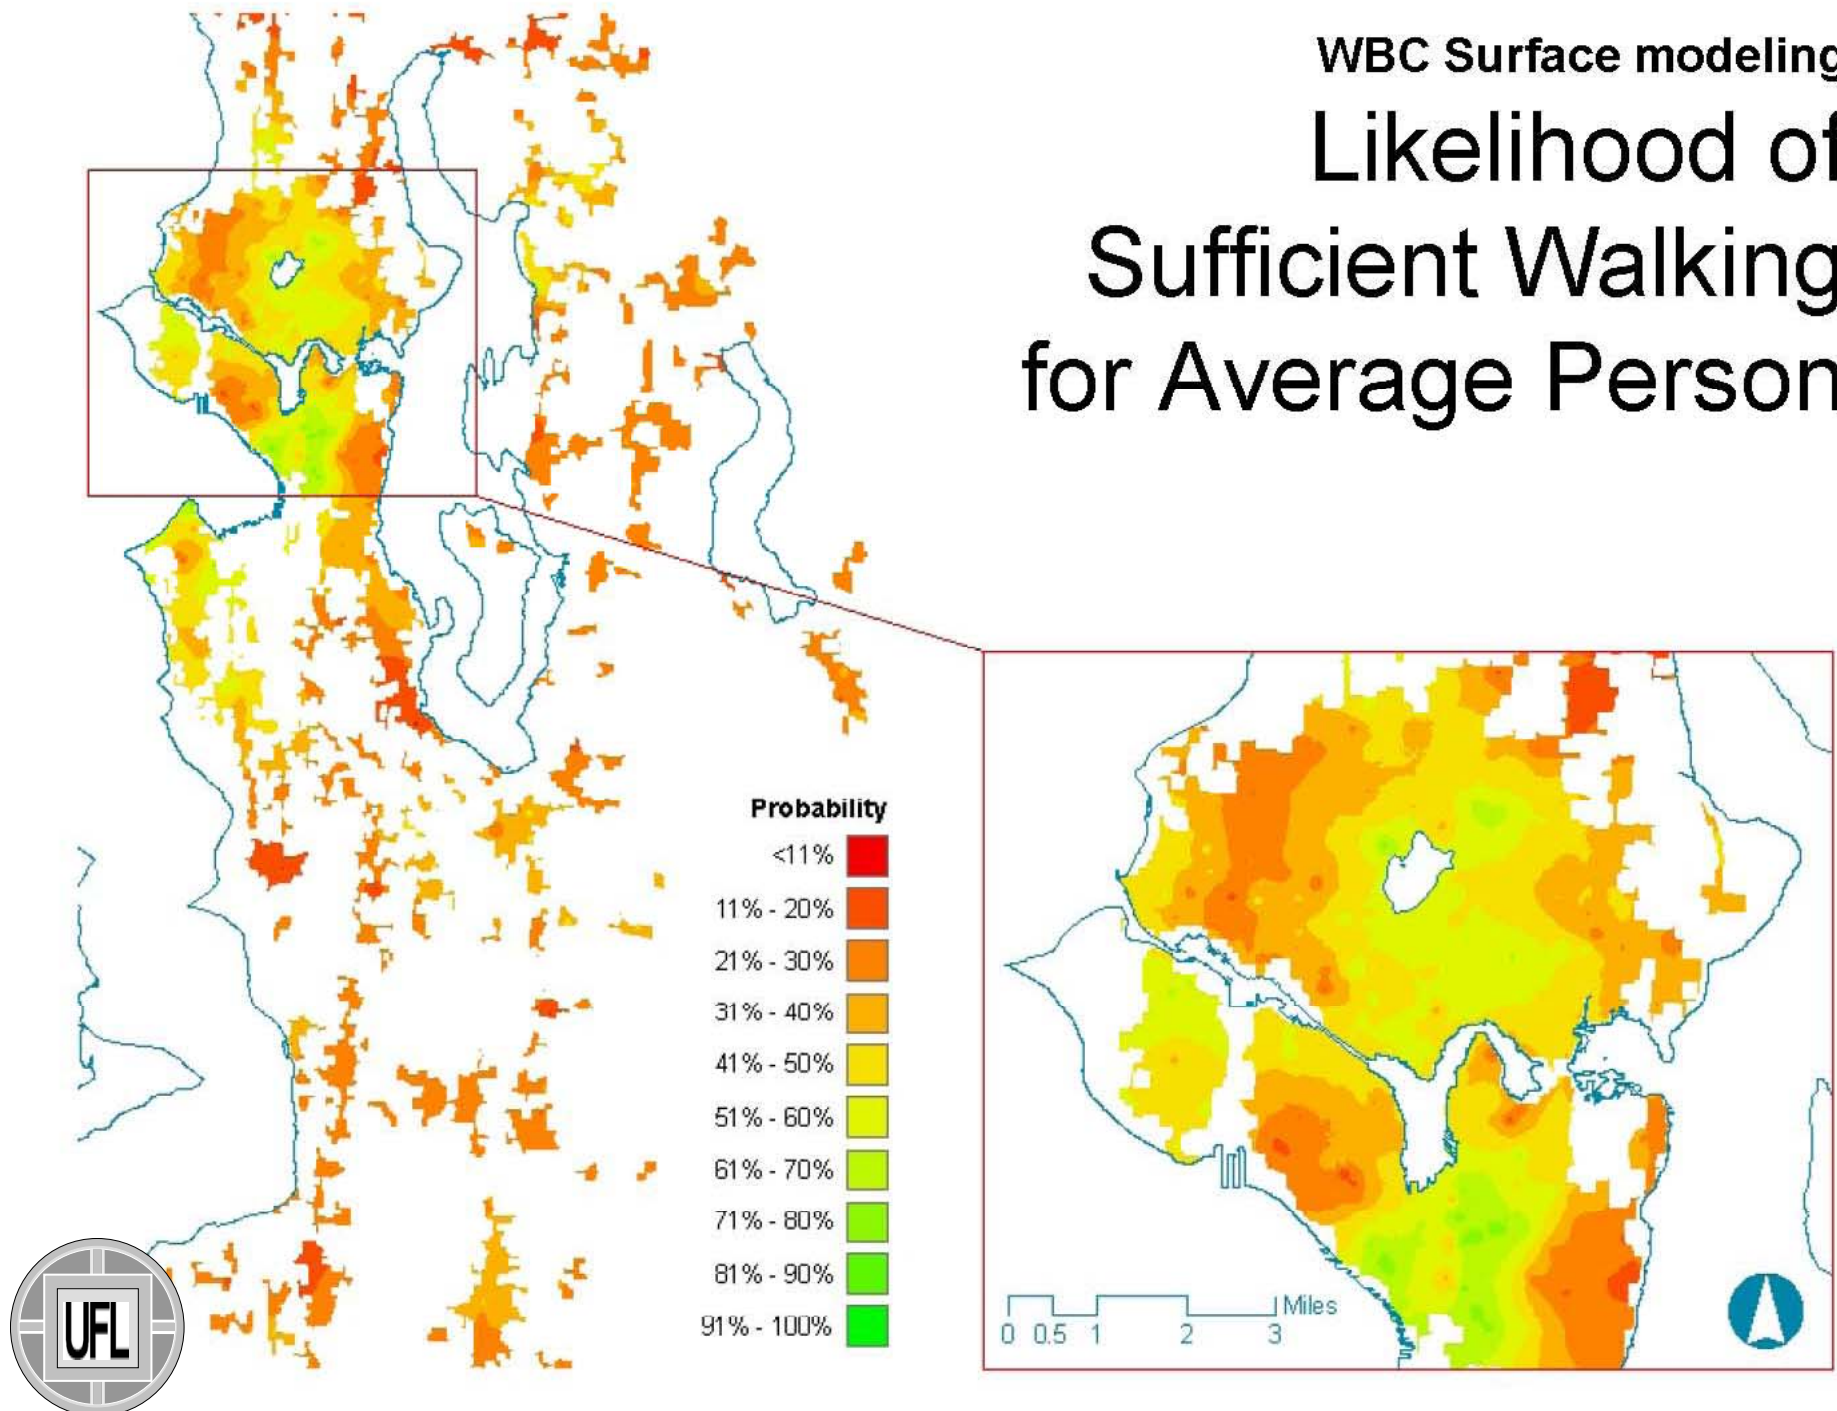 WBC Surface modeling
Likelihood of
Sufficient Walking
for Average Person
Probability
<11%
11% - 20%
21% - 30%
31% - 40%
41% - 50%
51% - 60%
61% - 70%
71% - 80%
81% - 90%
91% - 100%
Miles
0 0.5 1 2 3
UFL